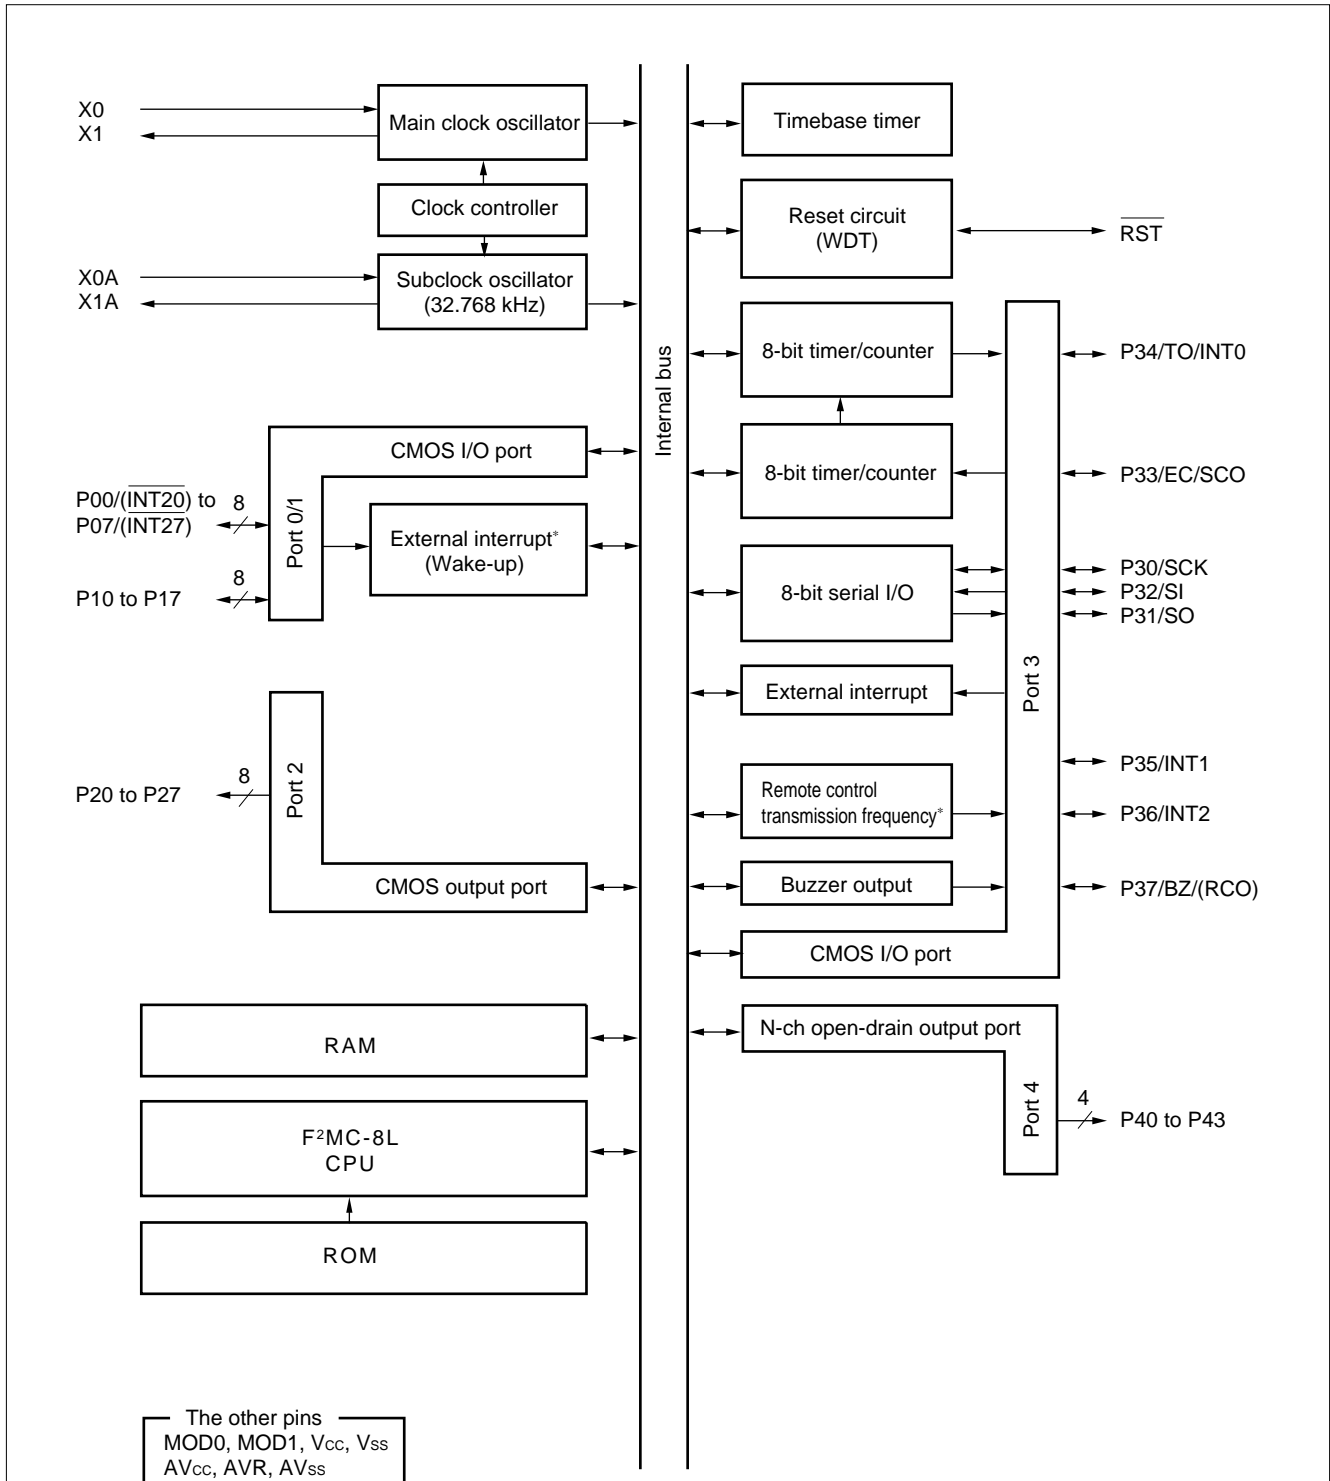 X0
X1
Main clock oscillator
Clock controller
X0A
X1A
Subclock oscillator
(32.768 kHz)
CMOS I/O port
Port 0/1
P00/(INT20) to
P07/(INT27)
8
External interrupt*
(Wake-up)
P10 to P17
8
Port 2
P20 to P27
8
CMOS output port
RAM
F²MC-8L
CPU
ROM
The other pins
MOD0, MOD1, VCC, VSS
AVCC, AVR, AVSS
Internal bus
Timebase timer
Reset circuit
(WDT)
RST
8-bit timer/counter
P34/TO/INT0
8-bit timer/counter
P33/EC/SCO
8-bit serial I/O
P30/SCK
P32/SI
P31/SO
Port 3
External interrupt
P35/INT1
Remote control
transmission frequency*
P36/INT2
Buzzer output
P37/BZ/(RCO)
CMOS I/O port
N-ch open-drain output port
Port 4
4
P40 to P43